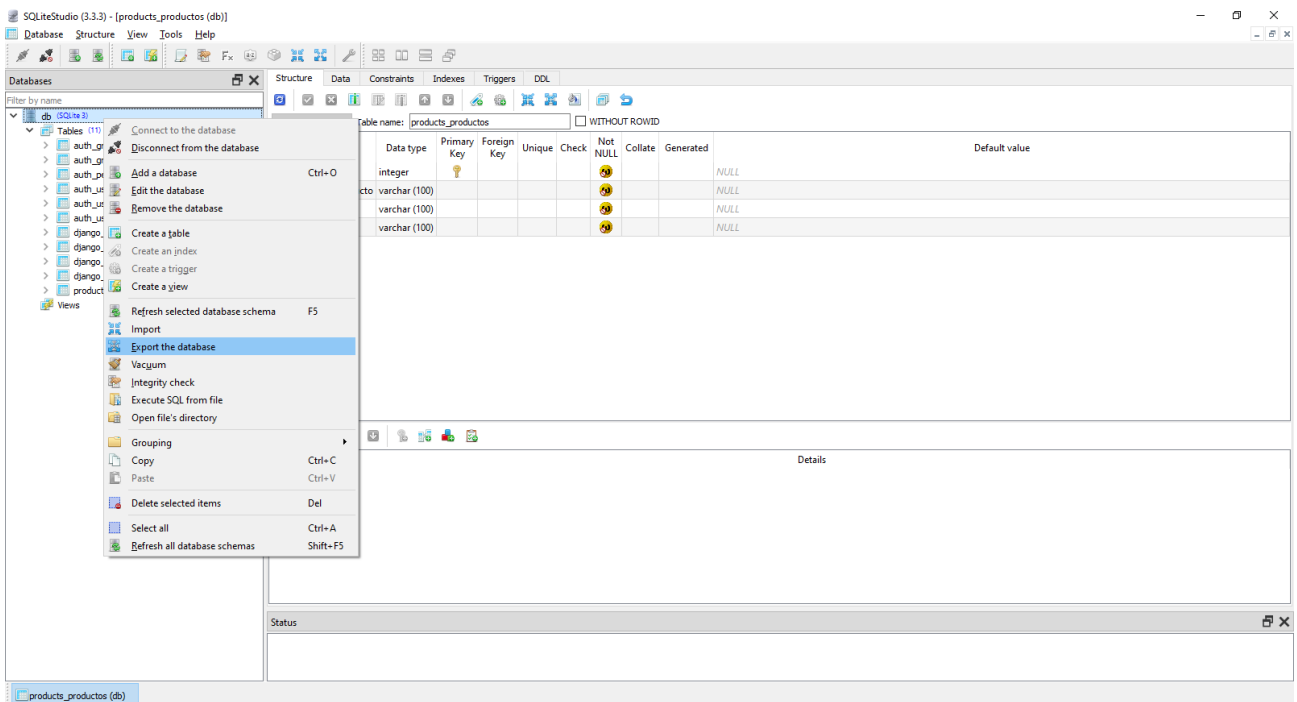 SQLiteStudio (3.3.3) - [products_productos (db)]
Database Structure View Tools Help
Databases
Filter by name
db (SQLite 3)
Tables (11)
auth_gr
auth_gr
auth_pe
auth_us
auth_us
auth_us
django_
django_
django_
django_
product
Views
Connect to the database
Disconnect from the database
Add a database Ctrl+O
Edit the database
Remove the database
Create a table
Create an index
Create a trigger
Create a view
Refresh selected database schema F5
Import
Export the database
Vacuum
Integrity check
Execute SQL from file
Open file's directory
Grouping
Copy Ctrl+C
Paste Ctrl+V
Delete selected items Del
Select all Ctrl+A
Refresh all database schemas Shift+F5
Structure Data Constraints Indexes Triggers DDL
Table name: products_productos WITHOUT ROWID
Data type Primary Key Foreign Key Unique Check Not NULL Collate Generated Default value
integer NULL
cto varchar (100) NULL
varchar (100) NULL
varchar (100) NULL
Details
Status
products_productos (db)